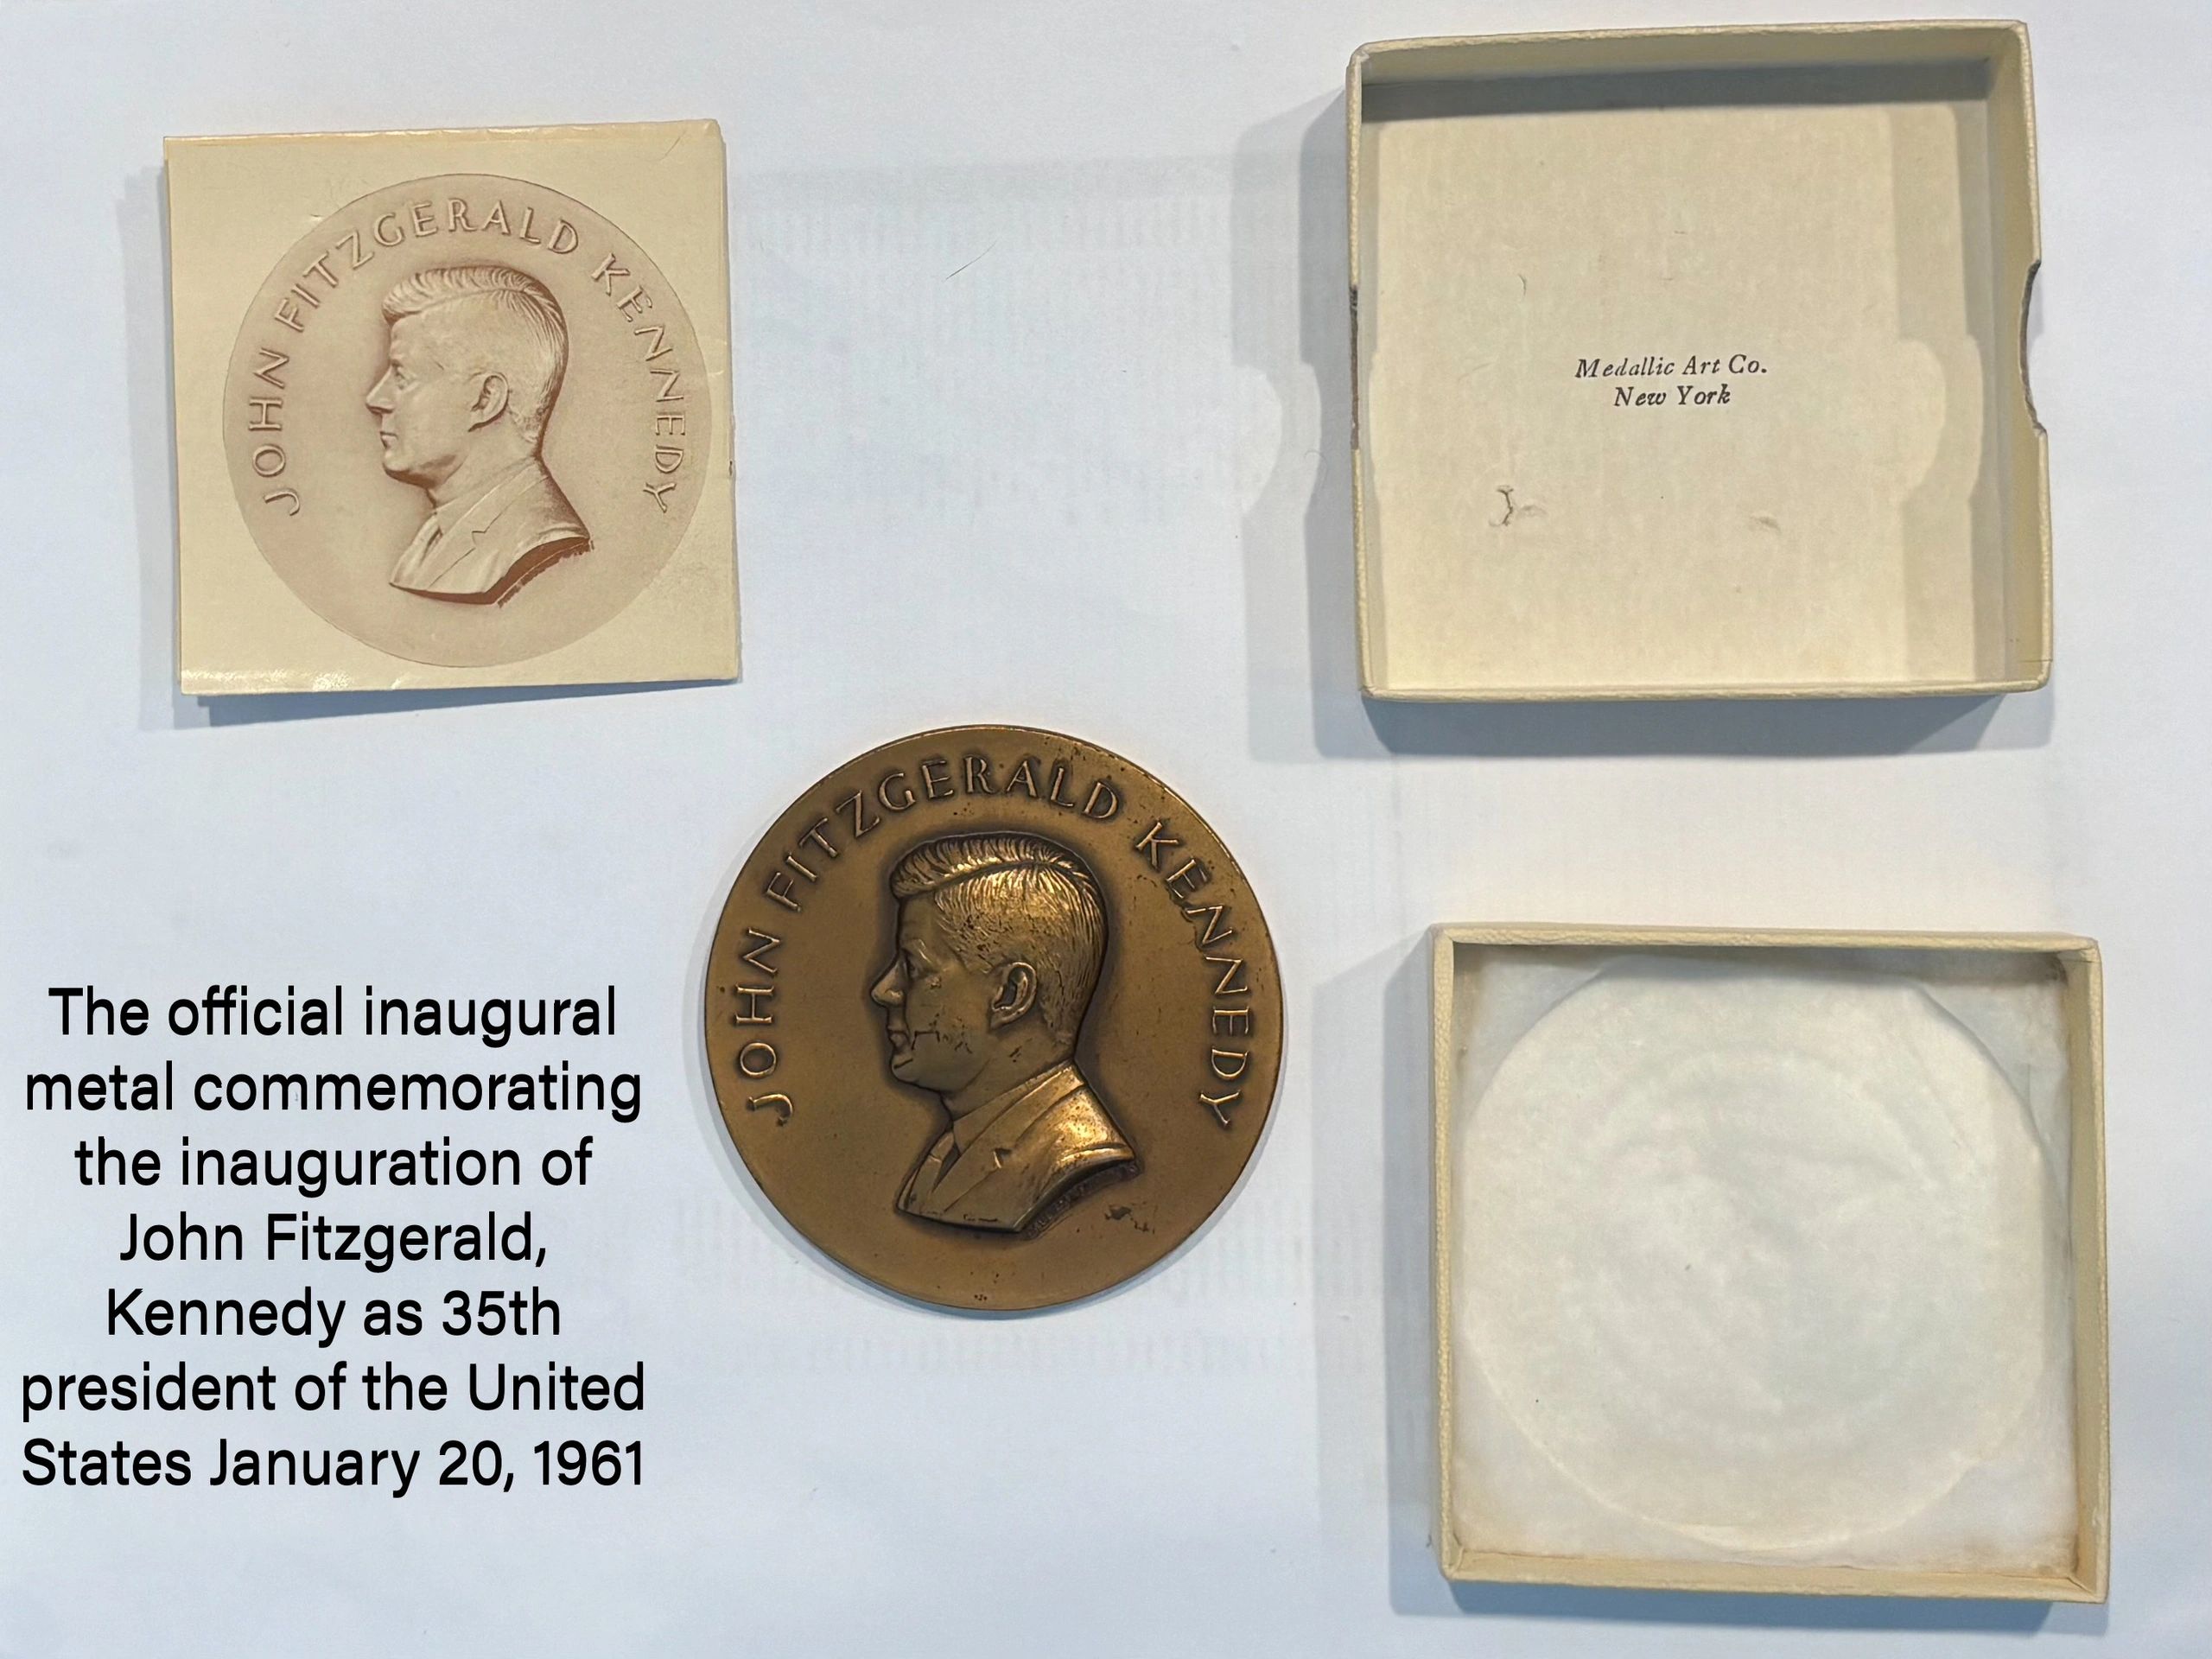 JOHN FITZGERALD KENNEDY
Medallic Art Co.
New York
JOHN FITZGERALD KENNEDY
The official inaugural
metal commemorating
the inauguration of
John Fitzgerald,
Kennedy as 35th
president of the United
States January 20, 1961